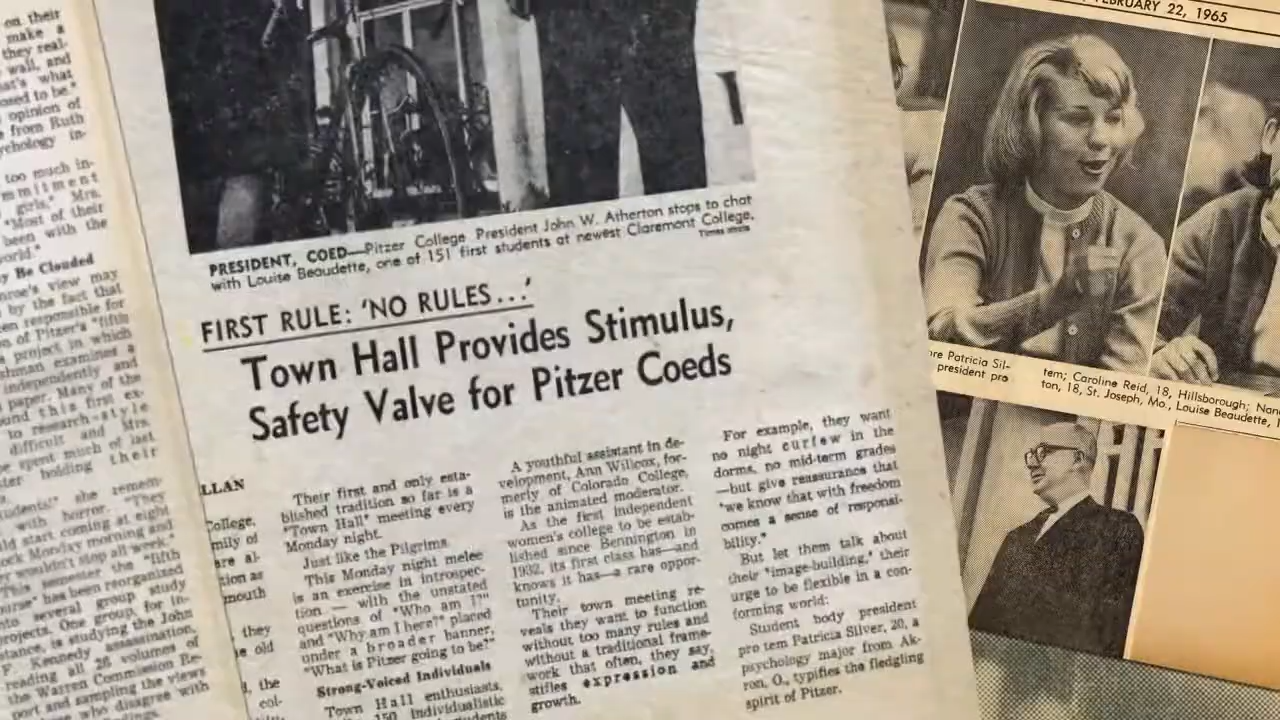 on their
make a
they real-
wall, and
at's what
osed to be."
opinion of
e from Ruth
ychology in-
too much in-
mmitment
girls," Mrs.
"Most of their
been with the
world."
y Be Clouded
nroe's view may
by the fact that
en responsible for
n of Pitzer's "fifth
project in which
shman examines a
independently and
paper. Many of the
ound this first ex-
to research-style
difficult and Mrs.
e spent much of last
ter holding their
tudents!" she remem-
with horror. "They
ld start coming at eight
ock Monday morning and
ey wouldn't stop all week."
This semester the "fifth
ourse" has been reorganized
into several group study
projects. One group, for in-
stance, is studying the John
F. Kennedy assassination,
reading all 26 volumes of
the Warren Commission Re-
port and sampling the views
who disagree with
PRESIDENT, COED—Pitzer College President John W. Atherton stops to chat
with Louise Beaudette, one of 151 first students at newest Claremont College.
Times photo
FIRST RULE: 'NO RULES...'
Town Hall Provides Stimulus,
Safety Valve for Pitzer Coeds
LLAN
College,
mily of
are al-
tion as
mouth
they
e old
the
col-
Their first and only esta-
blished tradition so far is a
"Town Hall" meeting every
Monday night.
Just like the Pilgrims.
This Monday night melee
is an exercise in introspec-
tion — with the unstated
questions of "Who am I?"
and "Why am I here?" placed
under a broader banner,
"What is Pitzer going to be?"
Strong-Voiced Individuals
Town Hall enthusiasts,
150 individualistic
A youthful assistant in de-
velopment, Ann Willcox, for-
merly of Colorado College,
is the animated moderator.
As the first independent
women's college to be estab-
lished since Bennington in
1932, its first class has—and
knows it has—a rare oppor-
tunity.
Their town meeting re-
veals they want to function
without too many rules and
without a traditional frame-
work that often, they say,
stifles expression and
growth.
For example, they want
no night curfew in the
dorms, no mid-term grades
—but give reassurance that
"we know that with freedom
comes a sense of responsi-
bility."
But let them talk about
their "image-building," their
urge to be flexible in a con-
forming world:
Student body president
pro tem Patricia Silver, 20, a
psychology major from Ak-
ron, O., typifies the fledgling
spirit of Pitzer.
FEBRUARY 22, 1965
ore Patricia Sil-
president pro
tem; Caroline Reid, 18, Hillsborough; Nan
ton, 18, St. Joseph, Mo., Louise Beaudette, 1